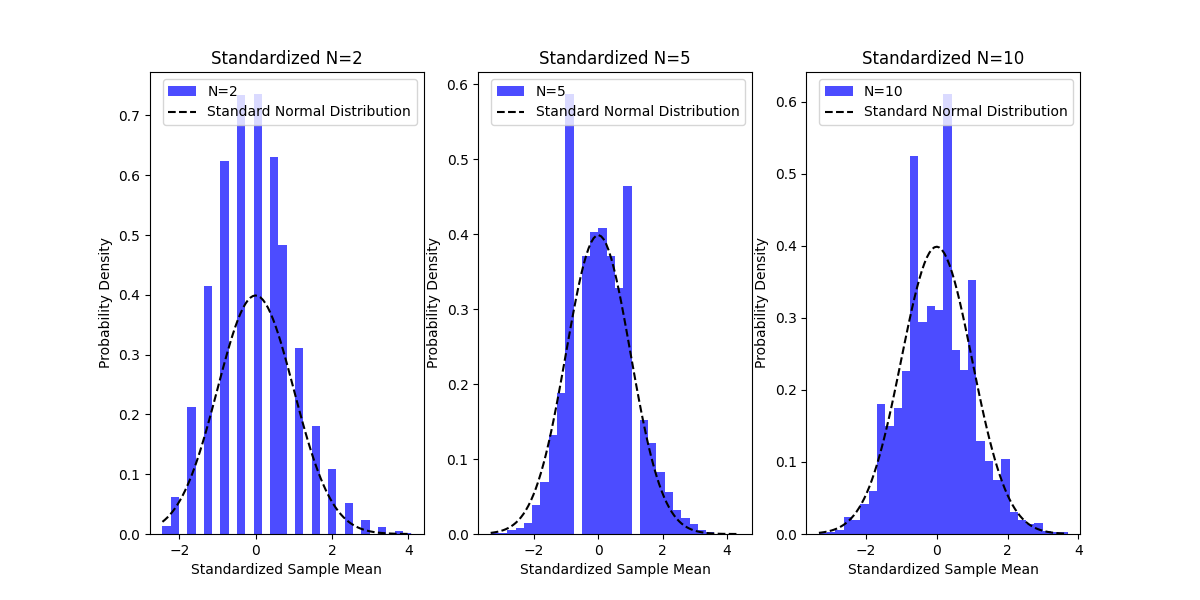 Standardized N=2
N=2
Standard Normal Distribution
Probability Density
0.7
0.6
0.5
0.4
0.3
0.2
0.1
0.0
−2 0 2 4
Standardized Sample Mean
Standardized N=5
N=5
Standard Normal Distribution
Probability Density
0.6
0.5
0.4
0.3
0.2
0.1
0.0
−2 0 2 4
Standardized Sample Mean
Standardized N=10
N=10
Standard Normal Distribution
Probability Density
0.6
0.5
0.4
0.3
0.2
0.1
0.0
−2 0 2 4
Standardized Sample Mean